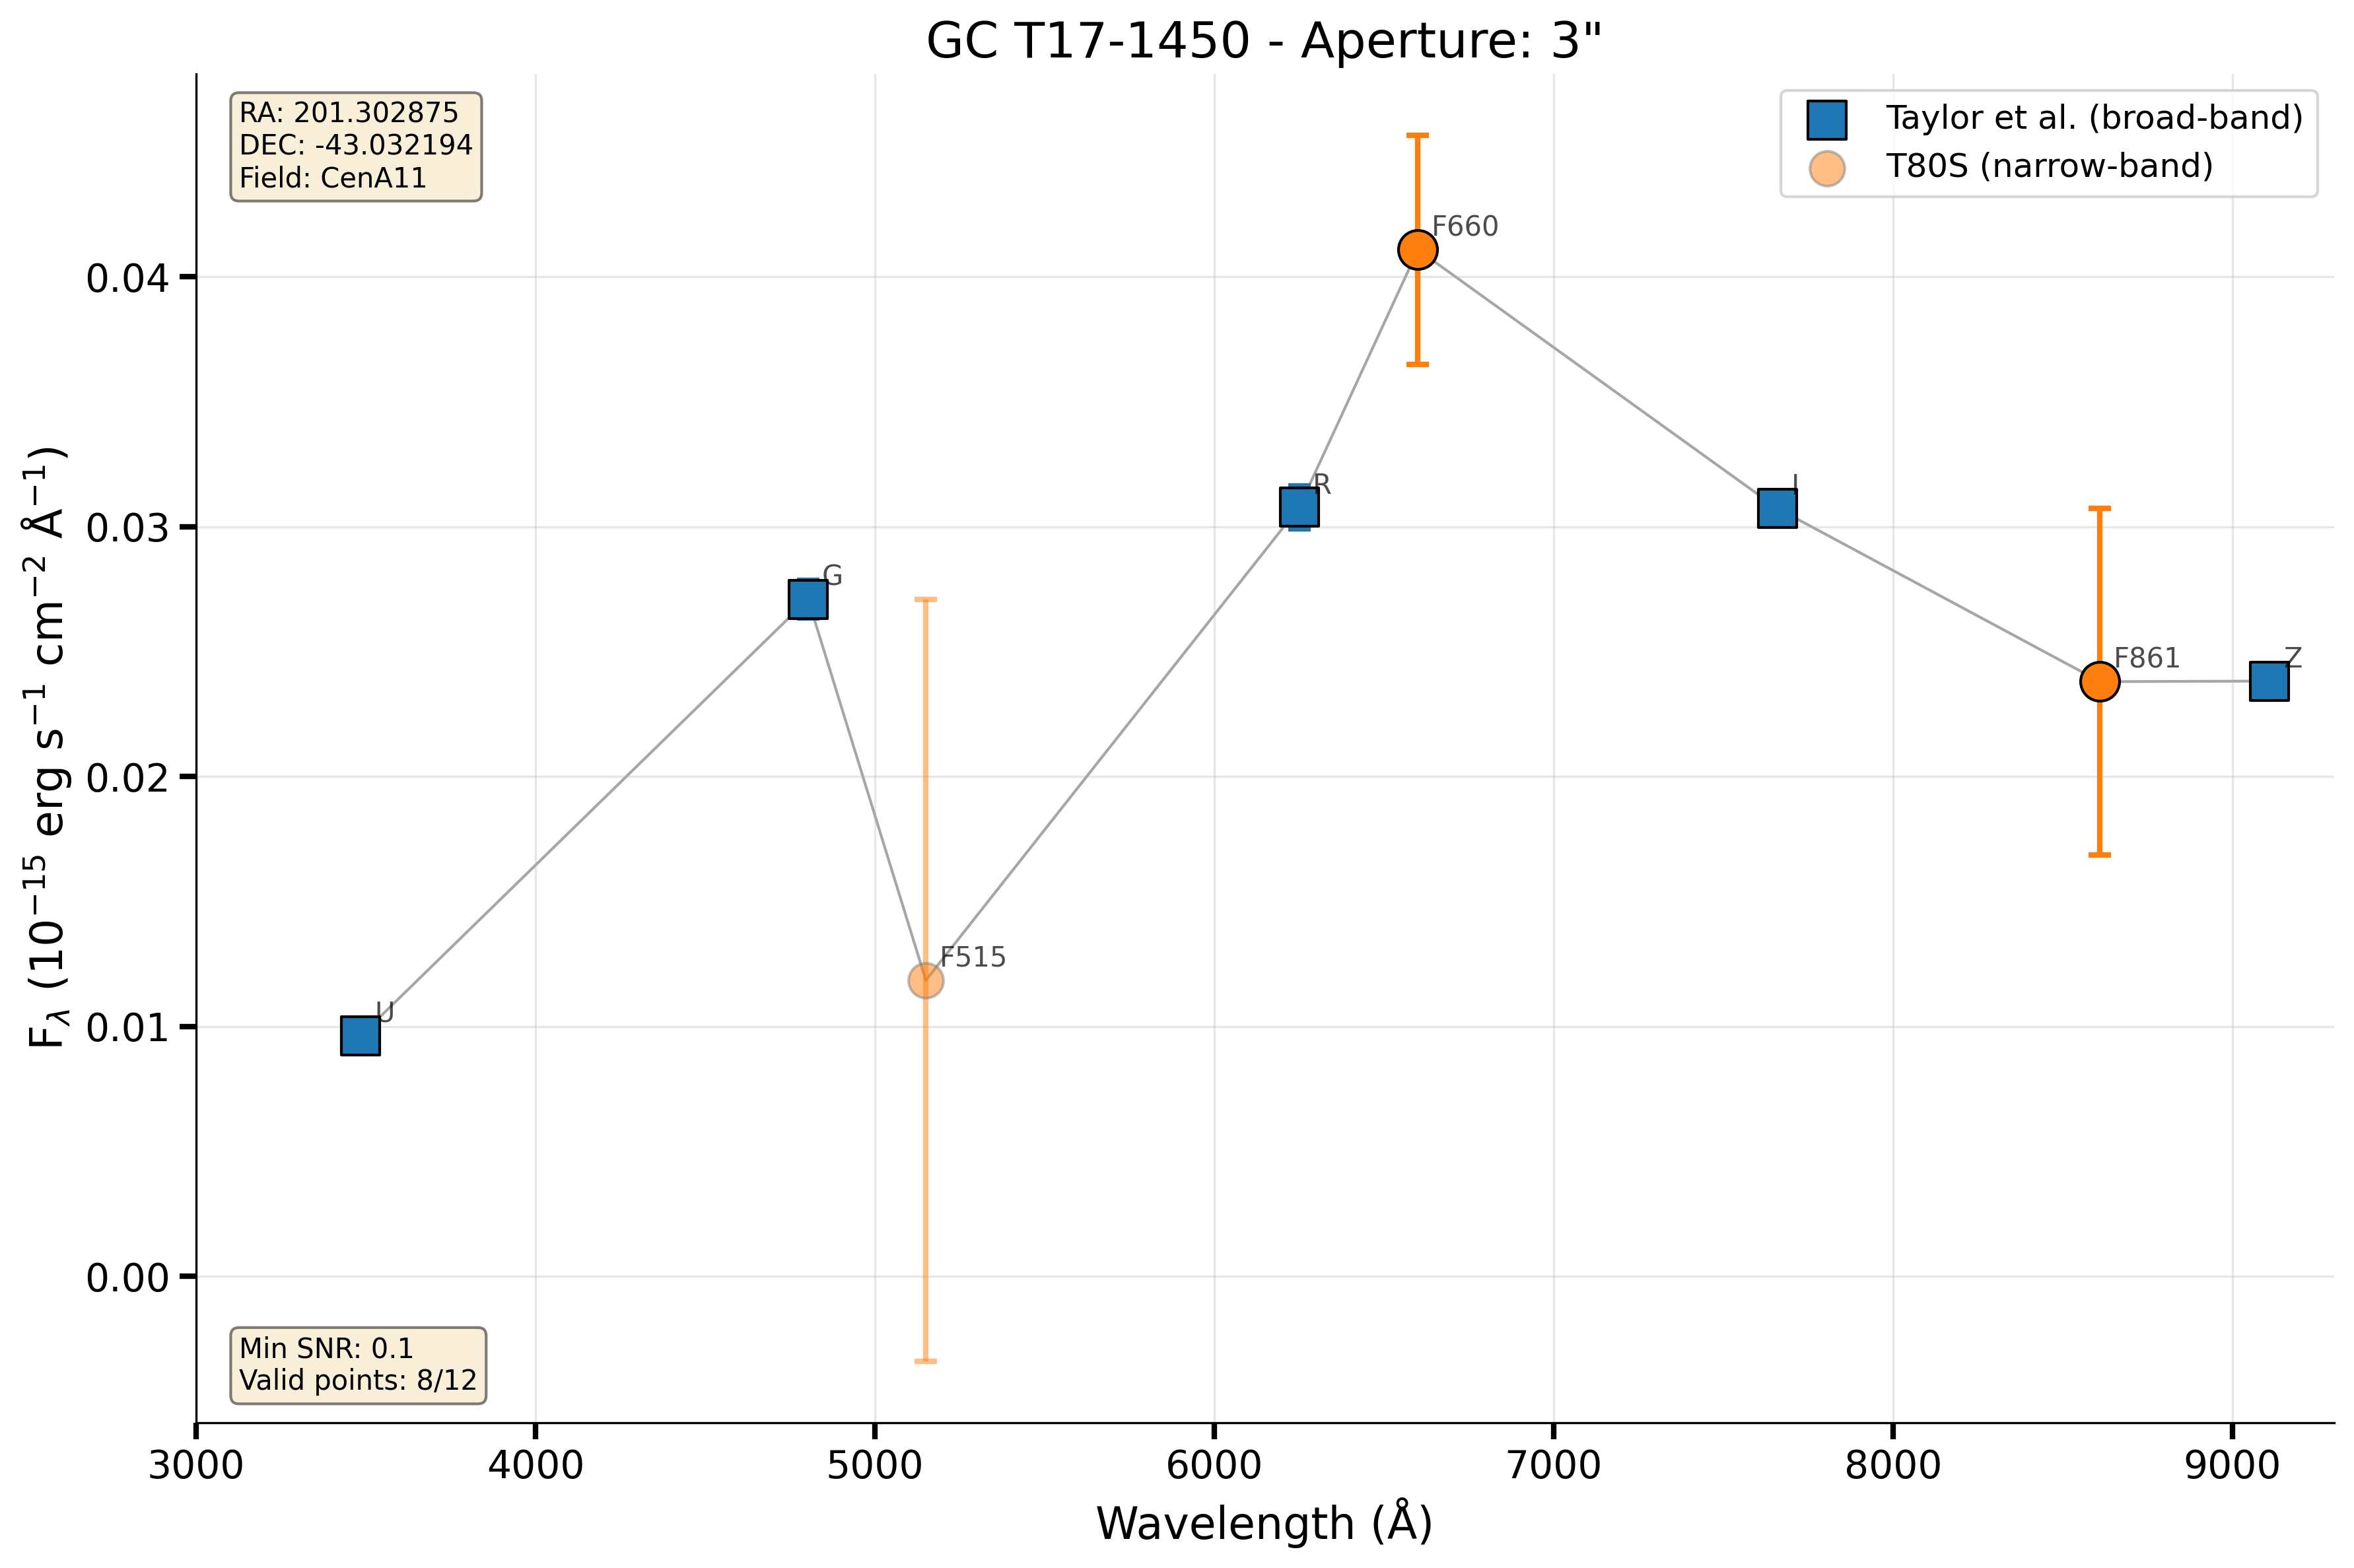 GC T17-1450 - Aperture: 3"
RA: 201.302875
DEC: -43.032194
Field: CenA11
Taylor et al. (broad-band)
T80S (narrow-band)
F660
0.04
R
I
0.03
G
F861
Z
0.02
F515
U
0.01
0.00
Fλ (10⁻¹⁵ erg s⁻¹ cm⁻² Å⁻¹)
Min SNR: 0.1
Valid points: 8/12
3000 4000 5000 6000 7000 8000 9000
Wavelength (Å)